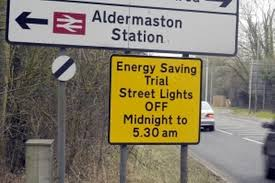 Aldermaston
Station
Energy Saving
Trial
Street Lights
OFF
Midnight to
5.30 am